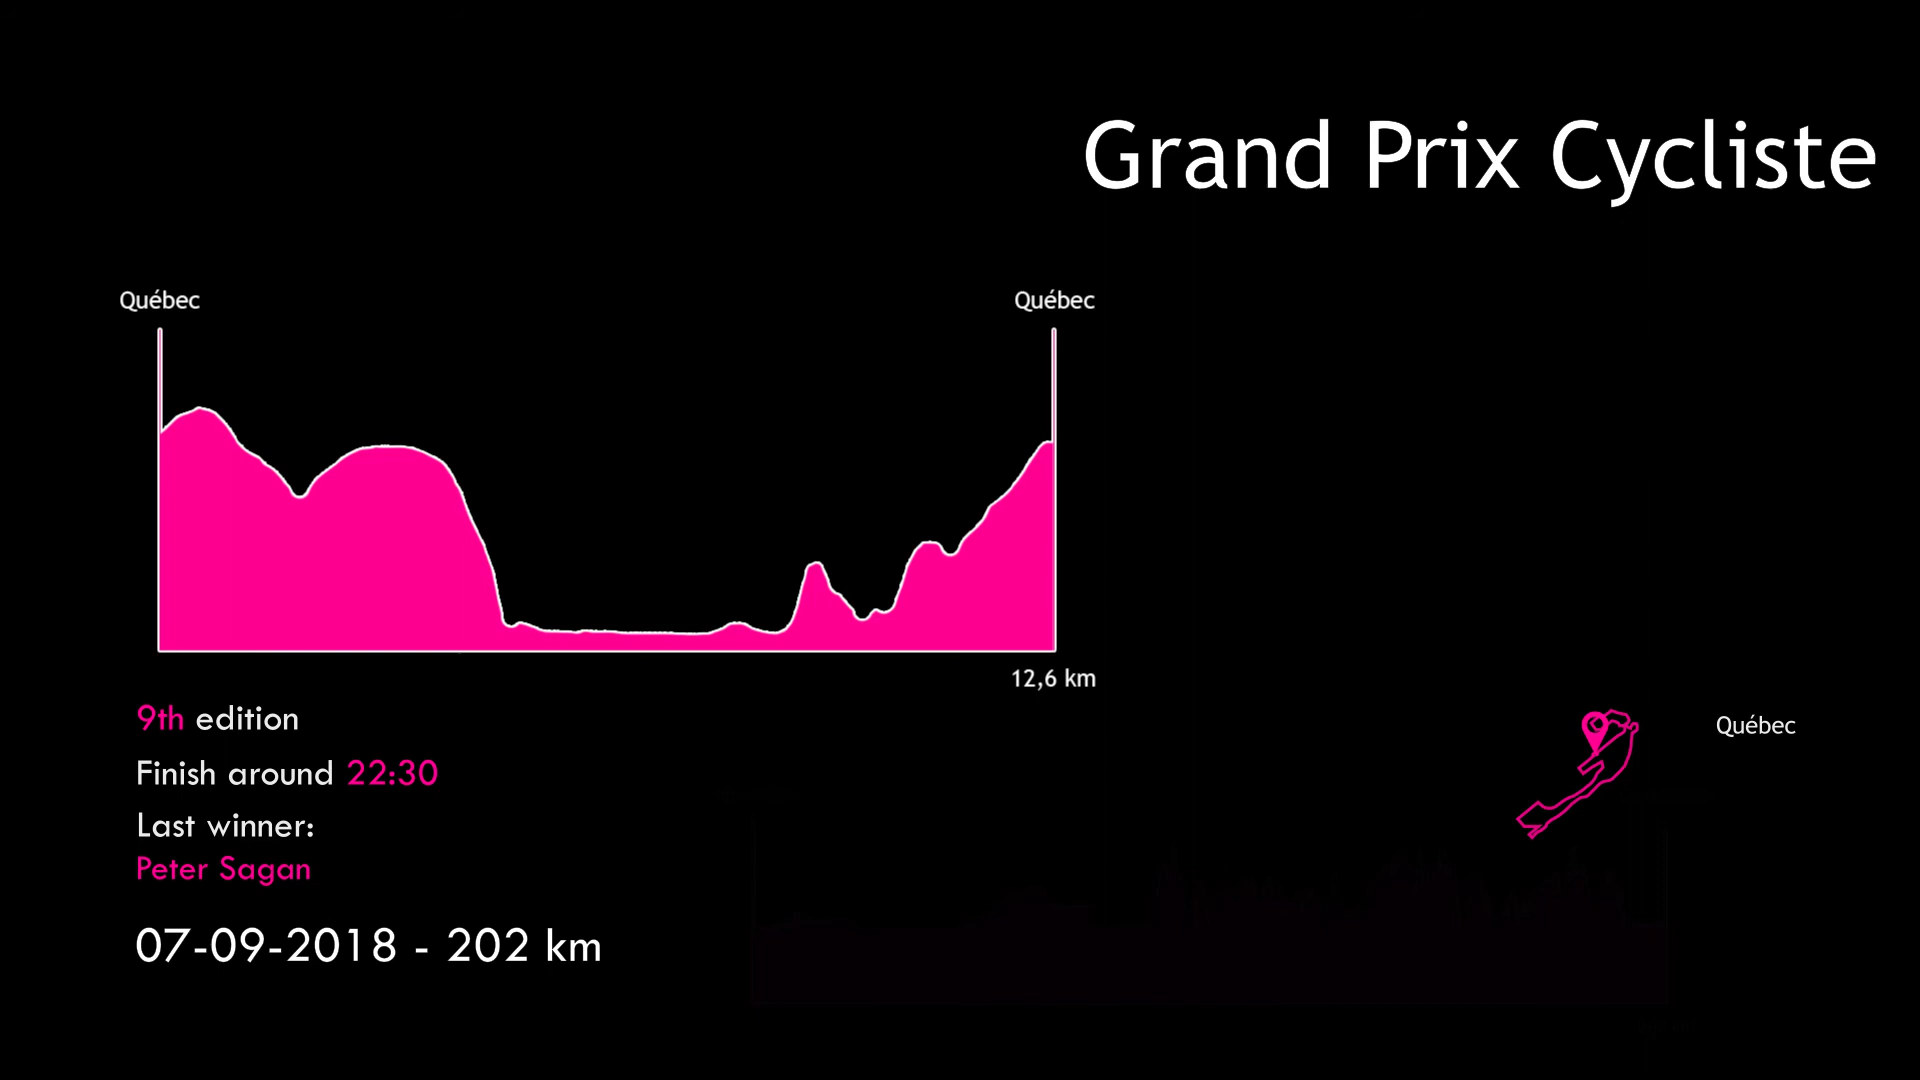 Grand Prix Cycliste
Québec
Québec
12,6 km
9th edition
Finish around 22:30
Last winner:
Peter Sagan
07-09-2018 - 202 km
Québec